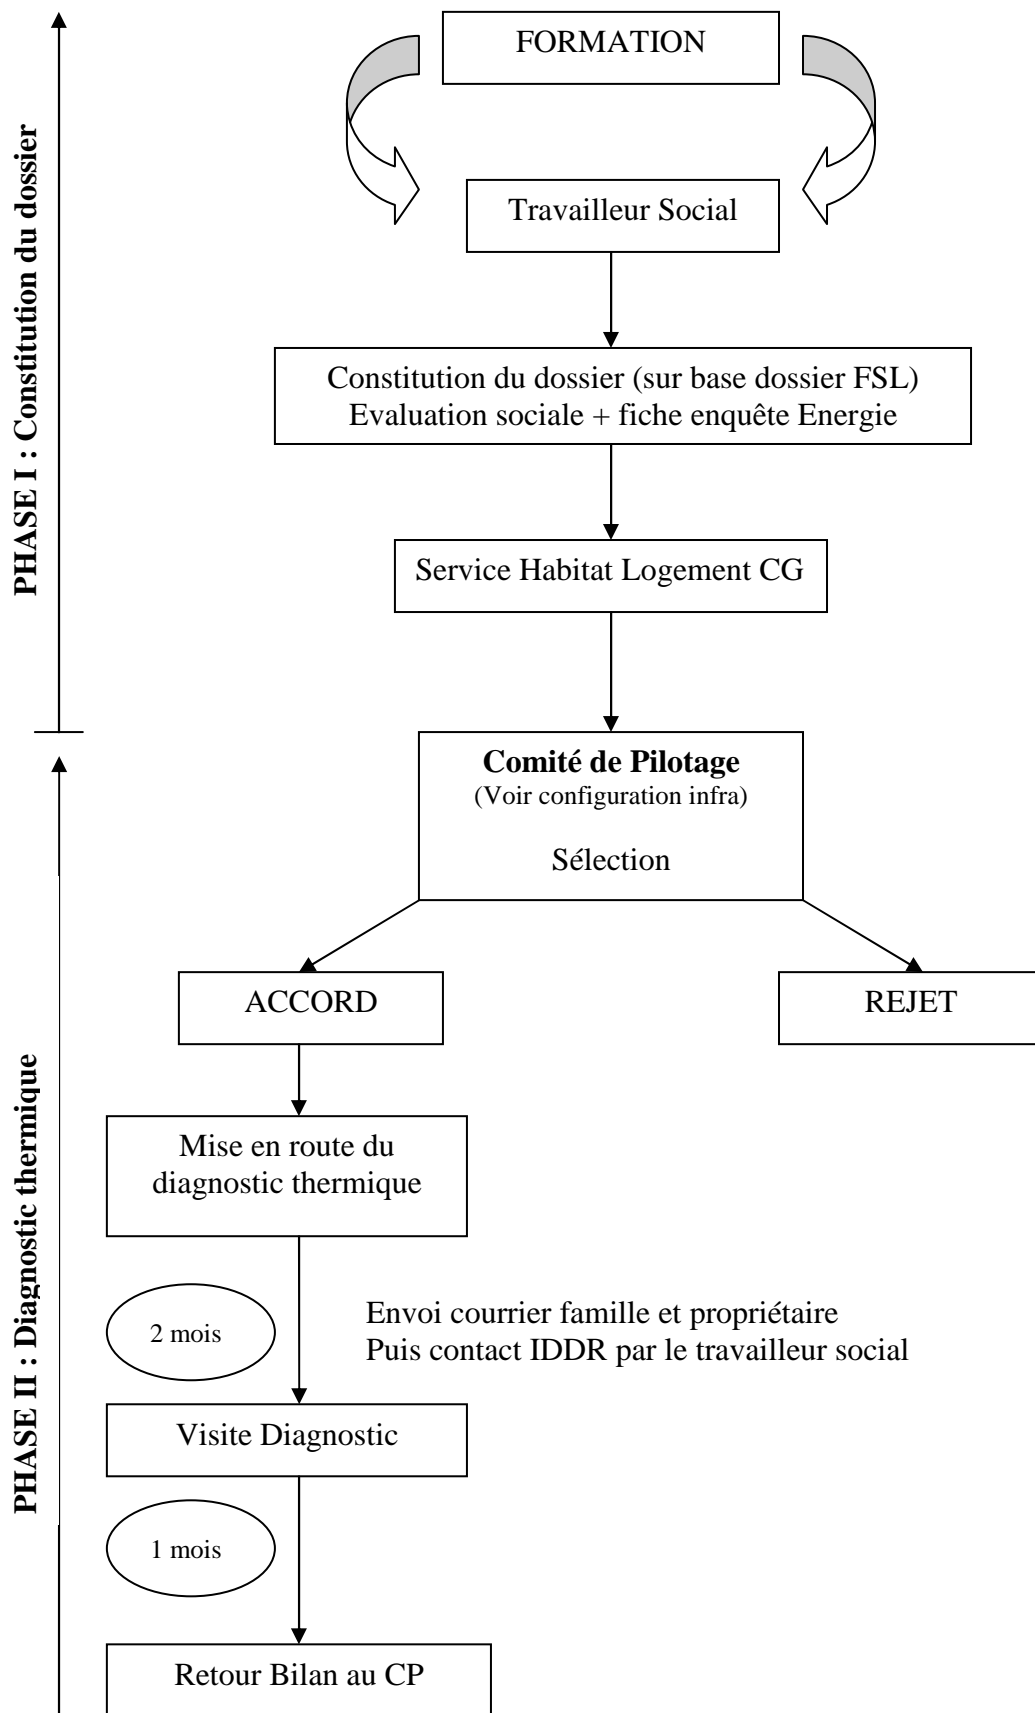 FORMATION
Travailleur Social
Constitution du dossier (sur base dossier FSL)
Evaluation sociale + fiche enquête Energie
Service Habitat Logement CG
PHASE I : Constitution du dossier
Comité de Pilotage
(Voir configuration infra)
Sélection
ACCORD
REJET
Mise en route du
diagnostic thermique
2 mois
Envoi courrier famille et propriétaire
Puis contact IDDR par le travailleur social
Visite Diagnostic
1 mois
Retour Bilan au CP
PHASE II : Diagnostic thermique